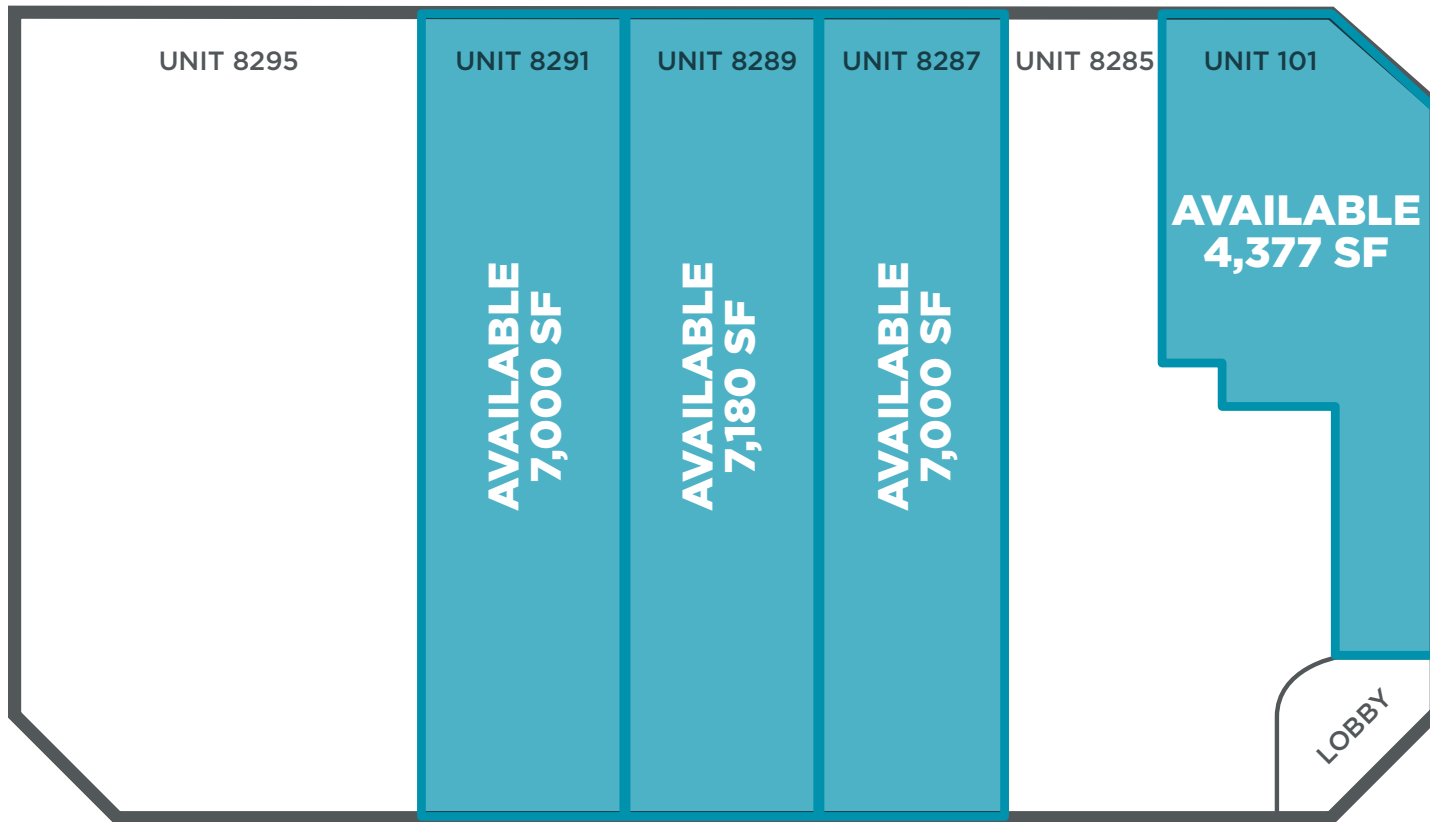 UNIT 8295
UNIT 8291
UNIT 8289
UNIT 8287
UNIT 8285
UNIT 101
AVAILABLE
7,000 SF
AVAILABLE
7,180 SF
AVAILABLE
7,000 SF
AVAILABLE
4,377 SF
LOBBY